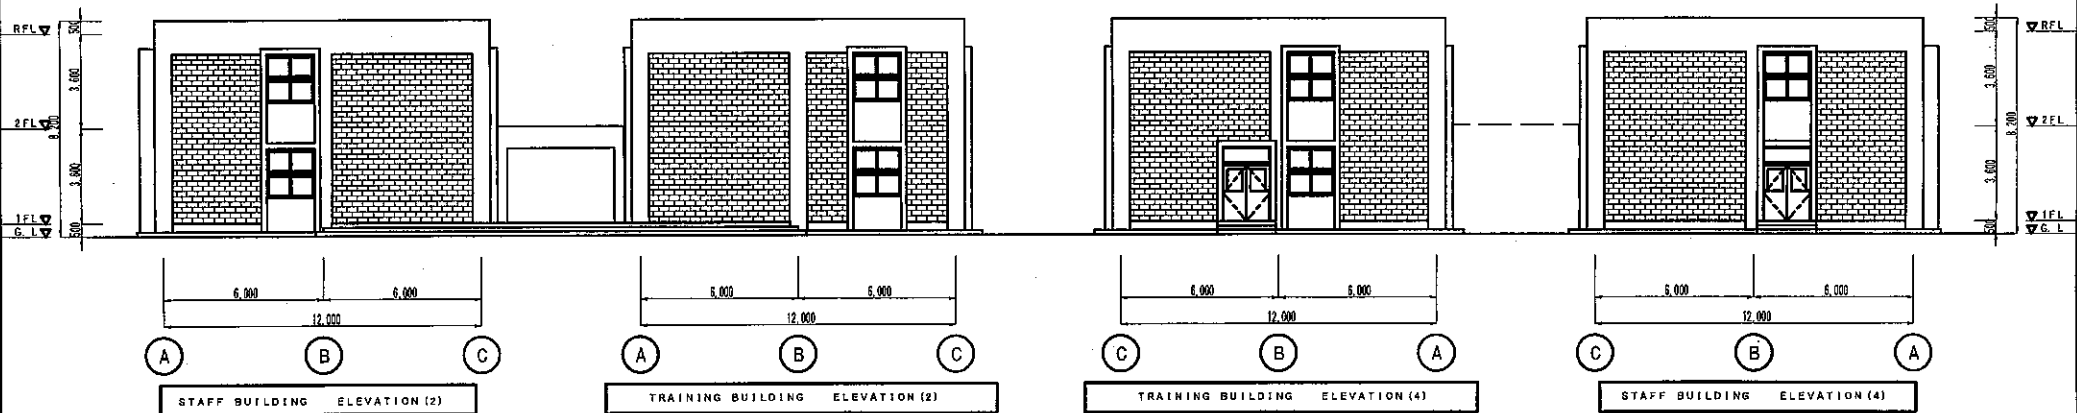 RFL
500
3,600
2FL
8,200
3,600
1FL
G.L
500
6,000 6,000
12,000
A B C
STAFF BUILDING ELEVATION (2)
6,000 6,000
12,000
A B C
TRAINING BUILDING ELEVATION (2)
6,000 6,000
12,000
C B A
TRAINING BUILDING ELEVATION (4)
6,000 6,000
12,000
C B A
STAFF BUILDING ELEVATION (4)
500
RFL
3,600
2FL
8,200
3,600
1FL
G.L
500